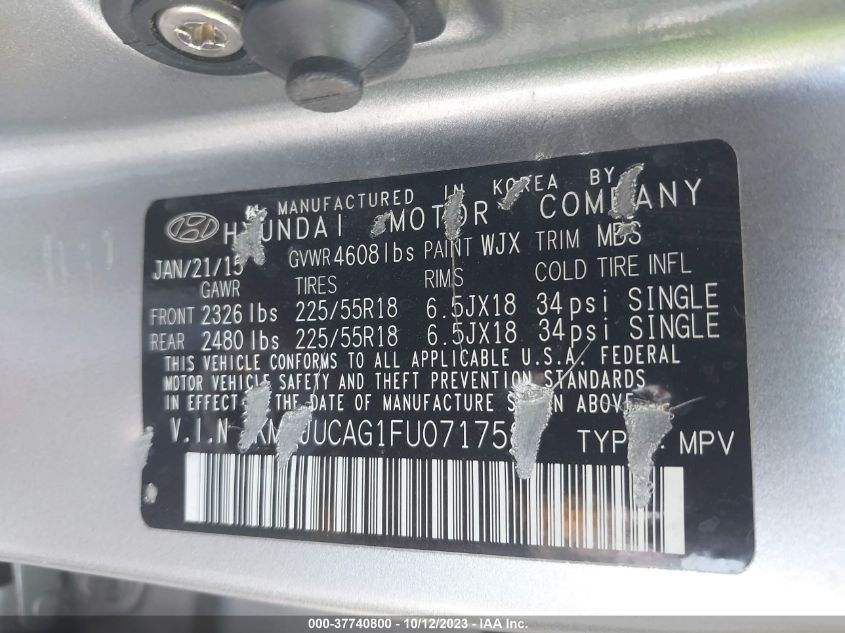 MANUFACTURED IN KOREA BY
HYUNDAI MOTOR COMPANY
JAN/21/15 GVWR 4608 lbs PAINT WJX TRIM MBS
GAWR TIRES RIMS COLD TIRE INFL
FRONT 2326 lbs 225/55R18 6.5JX18 34 psi SINGLE
REAR 2480 lbs 225/55R18 6.5JX18 34 psi SINGLE
THIS VEHICLE CONFORMS TO ALL APPLICABLE U.S.A. FEDERAL
MOTOR VEHICLE SAFETY AND THEFT PREVENTION STANDARDS
IN EFFECT ON THE DATE OF MANUFACTURE SHOWN IN ABOVE.
V.I.N TYPE: MPV
000-37740800 - 10/12/2023 - IAA Inc.